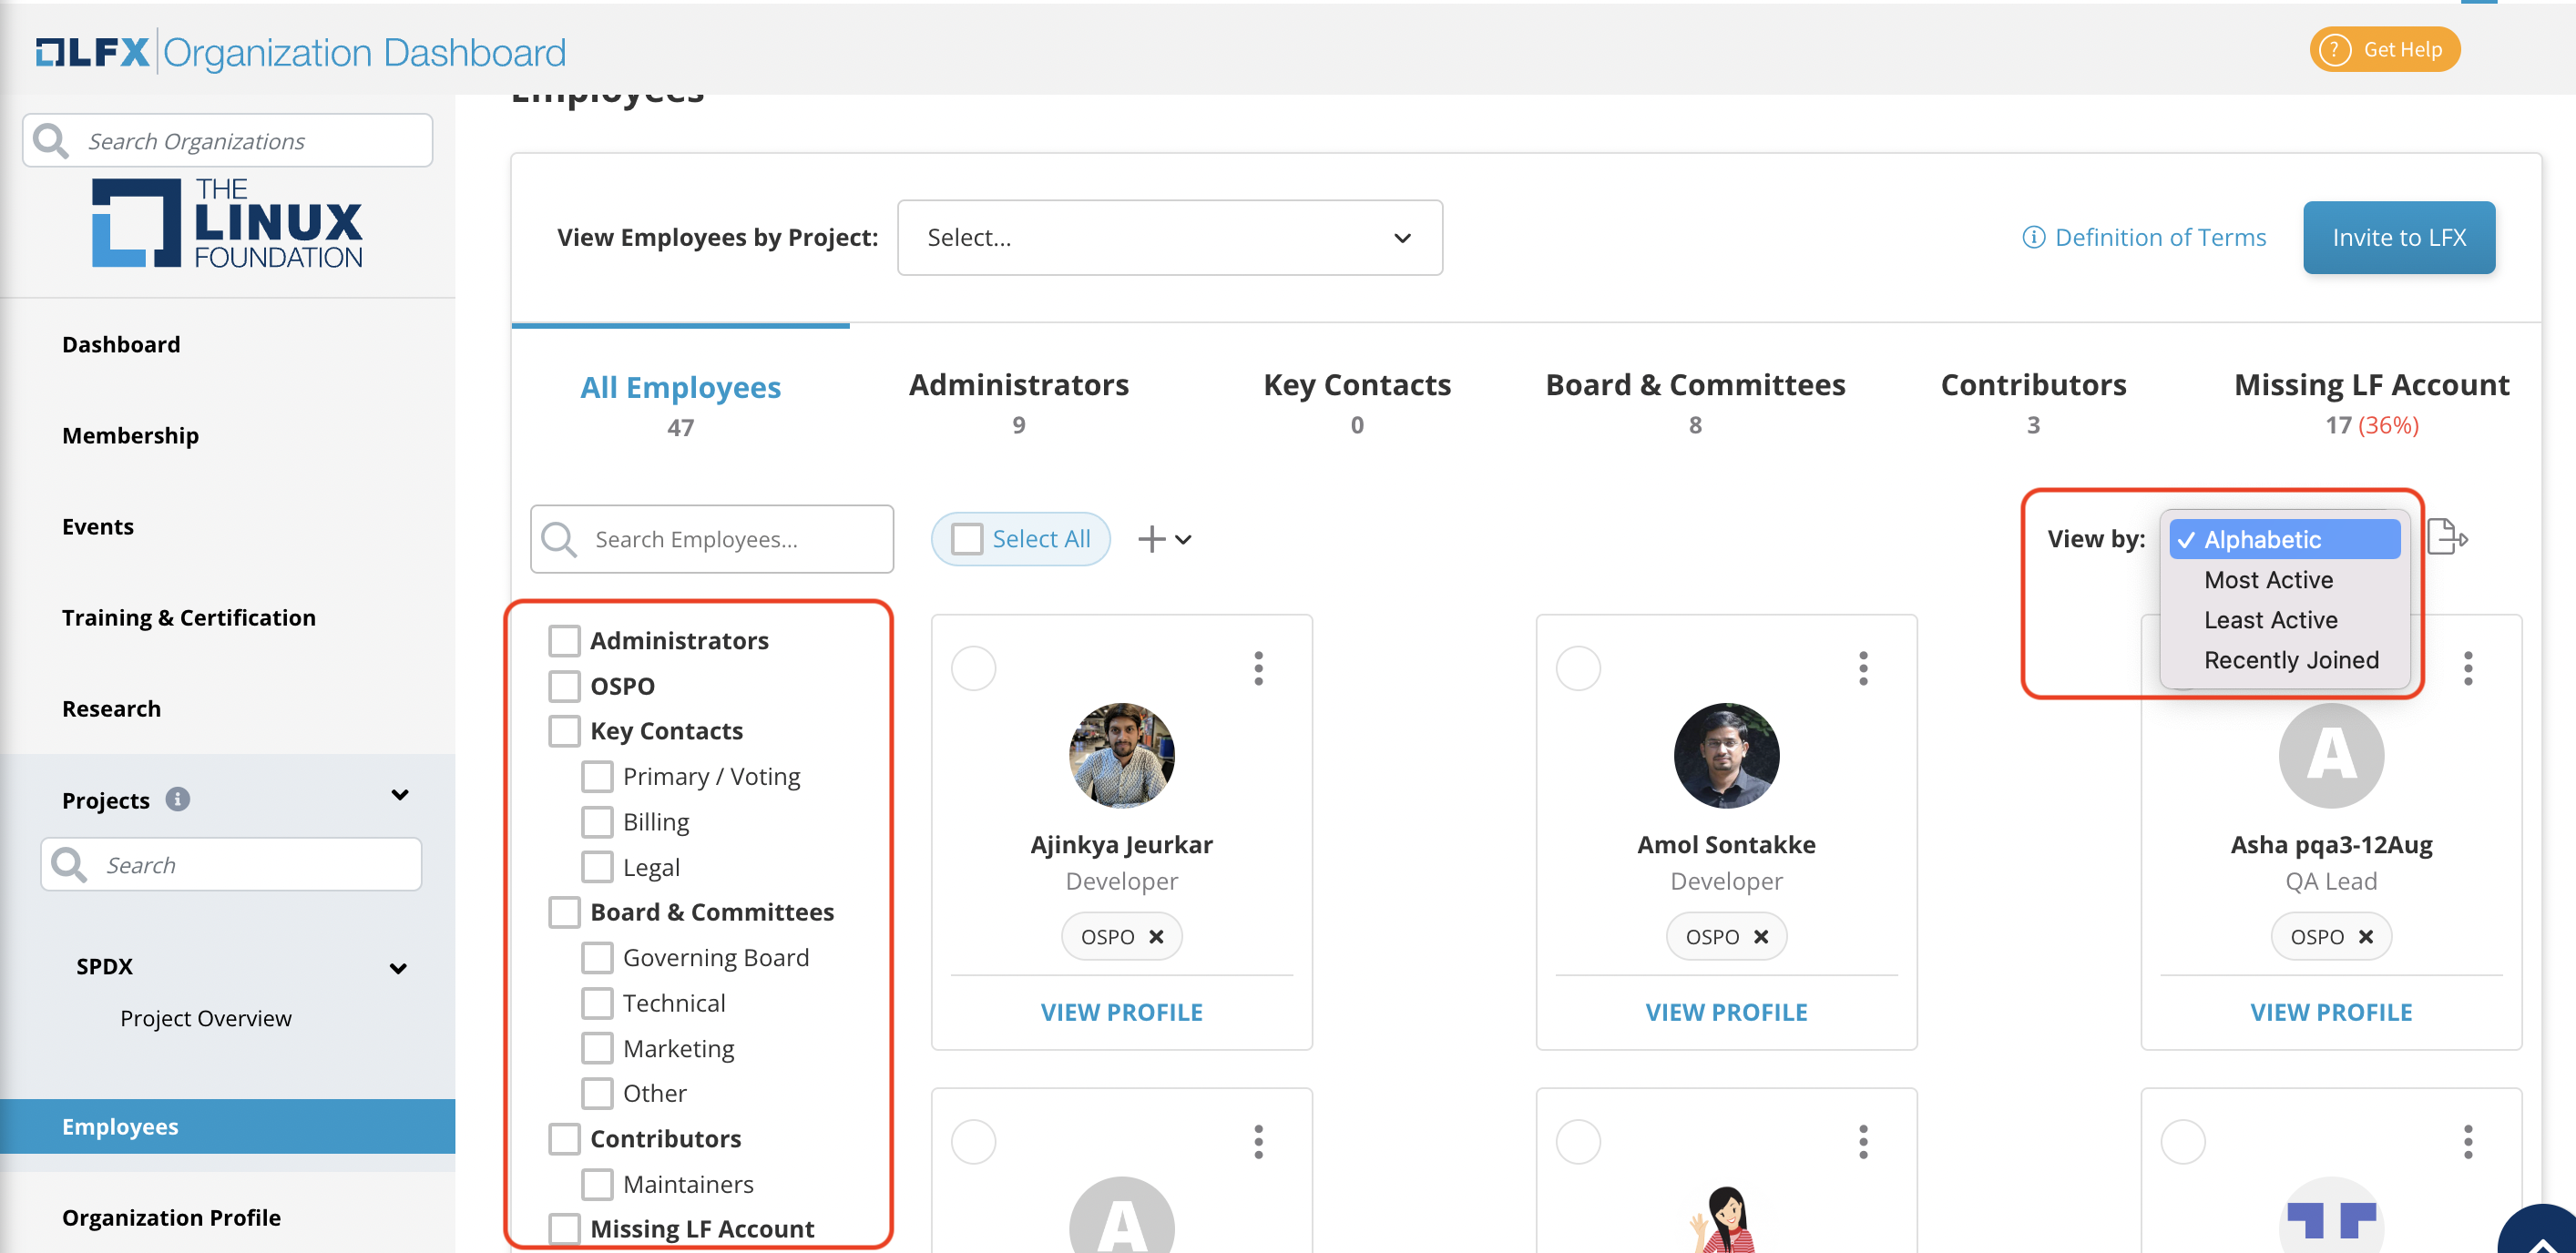 LFX Organization Dashboard
? Get Help
Employees
Search Organizations
THE
LINUX
FOUNDATION
Dashboard
Membership
Events
Training & Certification
Research
Projects i
Search
SPDX
Project Overview
Employees
Organization Profile
View Employees by Project: Select...
i Definition of Terms
Invite to LFX
All Employees
47
Administrators
9
Key Contacts
0
Board & Committees
8
Contributors
3
Missing LF Account
17 (36%)
Search Employees...
Select All
View by:
✓ Alphabetic
Most Active
Least Active
Recently Joined
Administrators
OSPO
Key Contacts
Primary / Voting
Billing
Legal
Board & Committees
Governing Board
Technical
Marketing
Other
Contributors
Maintainers
Missing LF Account
Ajinkya Jeurkar
Developer
OSPO ×
VIEW PROFILE
Amol Sontakke
Developer
OSPO ×
VIEW PROFILE
A
Asha pqa3-12Aug
QA Lead
OSPO ×
VIEW PROFILE
A